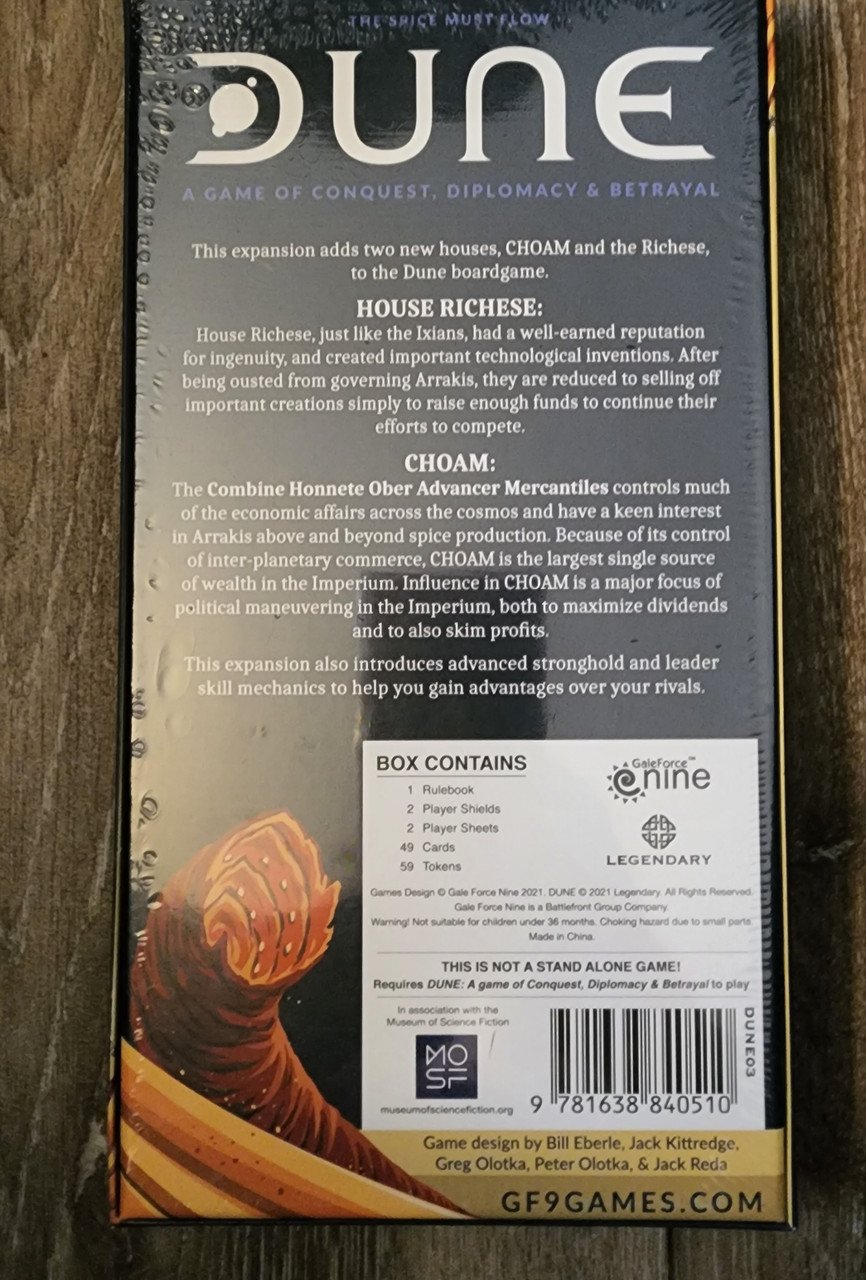 THE SPICE MUST FLOW
DUNE
A GAME OF CONQUEST, DIPLOMACY & BETRAYAL
This expansion adds two new houses, CHOAM and the Richese,
to the Dune boardgame.
HOUSE RICHESE:
House Richese, just like the Ixians, had a well-earned reputation
for ingenuity, and created important technological inventions. After
being ousted from governing Arrakis, they are reduced to selling off
important creations simply to raise enough funds to continue their
efforts to compete.
CHOAM:
The Combine Honnete Ober Advancer Mercantiles controls much
of the economic affairs across the cosmos and have a keen interest
in Arrakis above and beyond spice production. Because of its control
of inter-planetary commerce, CHOAM is the largest single source
of wealth in the Imperium. Influence in CHOAM is a major focus of
political maneuvering in the Imperium, both to maximize dividends
and to also skim profits.
This expansion also introduces advanced stronghold and leader
skill mechanics to help you gain advantages over your rivals.
BOX CONTAINS
1 Rulebook
2 Player Shields
2 Player Sheets
49 Cards
59 Tokens
GaleForce™
nine
LEGENDARY
Games Design © Gale Force Nine 2021. DUNE © 2021 Legendary. All Rights Reserved.
Gale Force Nine is a Battlefront Group Company.
Warning! Not suitable for children under 36 months. Choking hazard due to small parts.
Made in China.
THIS IS NOT A STAND ALONE GAME!
Requires DUNE: A game of Conquest, Diplomacy & Betrayal to play
In association with the
Museum of Science Fiction
MO
SF
museumofsciencefiction.org
9 781638 840510
DUNE03
Game design by Bill Eberle, Jack Kittredge,
Greg Olotka, Peter Olotka, & Jack Reda
GF9GAMES.COM